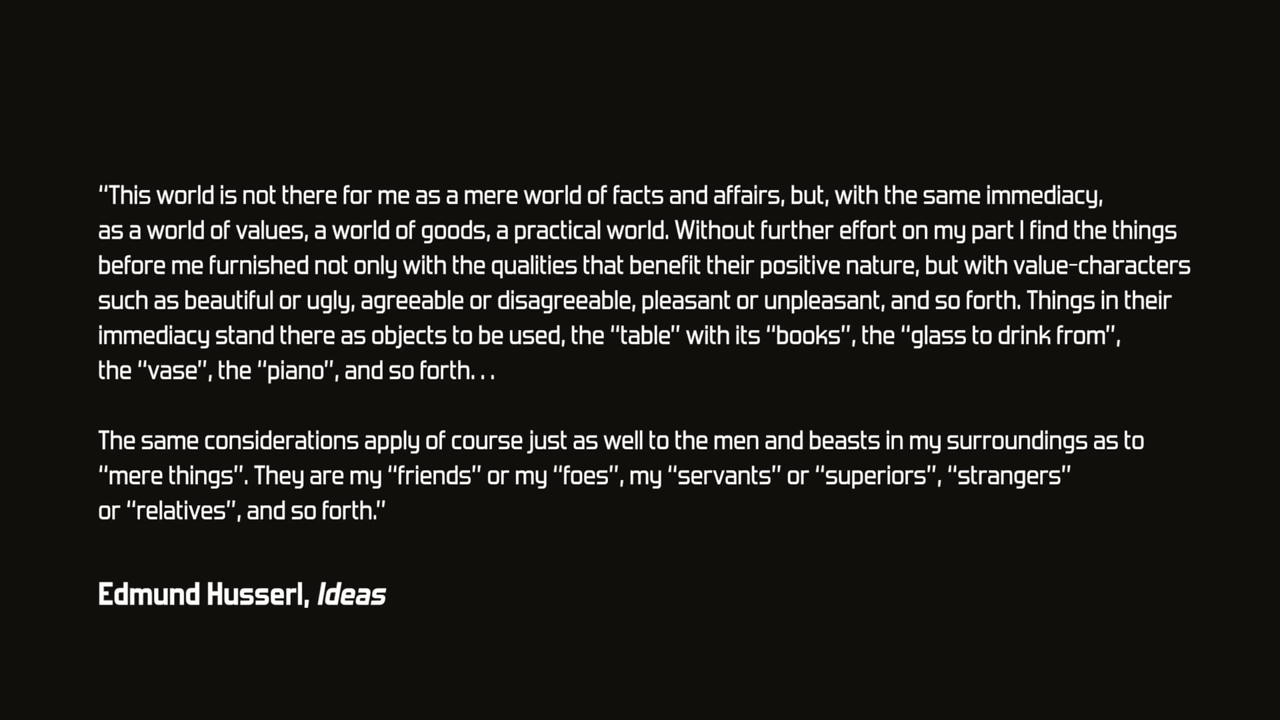 “This world is not there for me as a mere world of facts and affairs, but, with the same immediacy,
as a world of values, a world of goods, a practical world. Without further effort on my part I find the things
before me furnished not only with the qualities that benefit their positive nature, but with value-characters
such as beautiful or ugly, agreeable or disagreeable, pleasant or unpleasant, and so forth. Things in their
immediacy stand there as objects to be used, the “table” with its “books”, the “glass to drink from”,
the “vase”, the “piano”, and so forth. . .
The same considerations apply of course just as well to the men and beasts in my surroundings as to
“mere things”. They are my “friends” or my “foes”, my “servants” or “superiors”, “strangers”
or “relatives”, and so forth.”
Edmund Husserl, Ideas